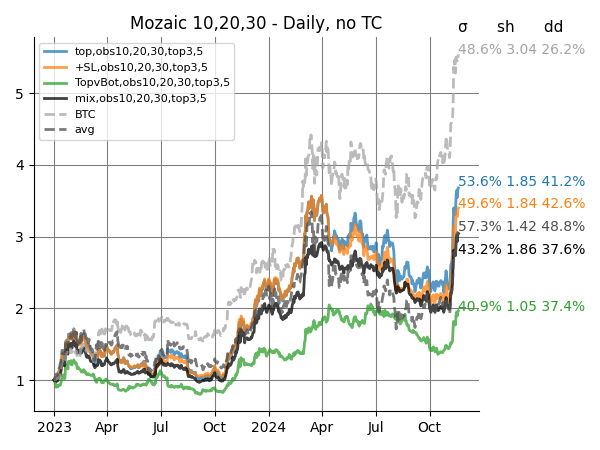 Mozaic 10,20,30 - Daily, no TC
σ sh dd
top,obs10,20,30,top3,5
+SL,obs10,20,30,top3,5
TopvBot,obs10,20,30,top3,5
mix,obs10,20,30,top3,5
BTC
avg
48.6% 3.04 26.2%
53.6% 1.85 41.2%
49.6% 1.84 42.6%
57.3% 1.42 48.8%
43.2% 1.86 37.6%
40.9% 1.05 37.4%
5
4
3
2
1
2023 Apr Jul Oct 2024 Apr Jul Oct